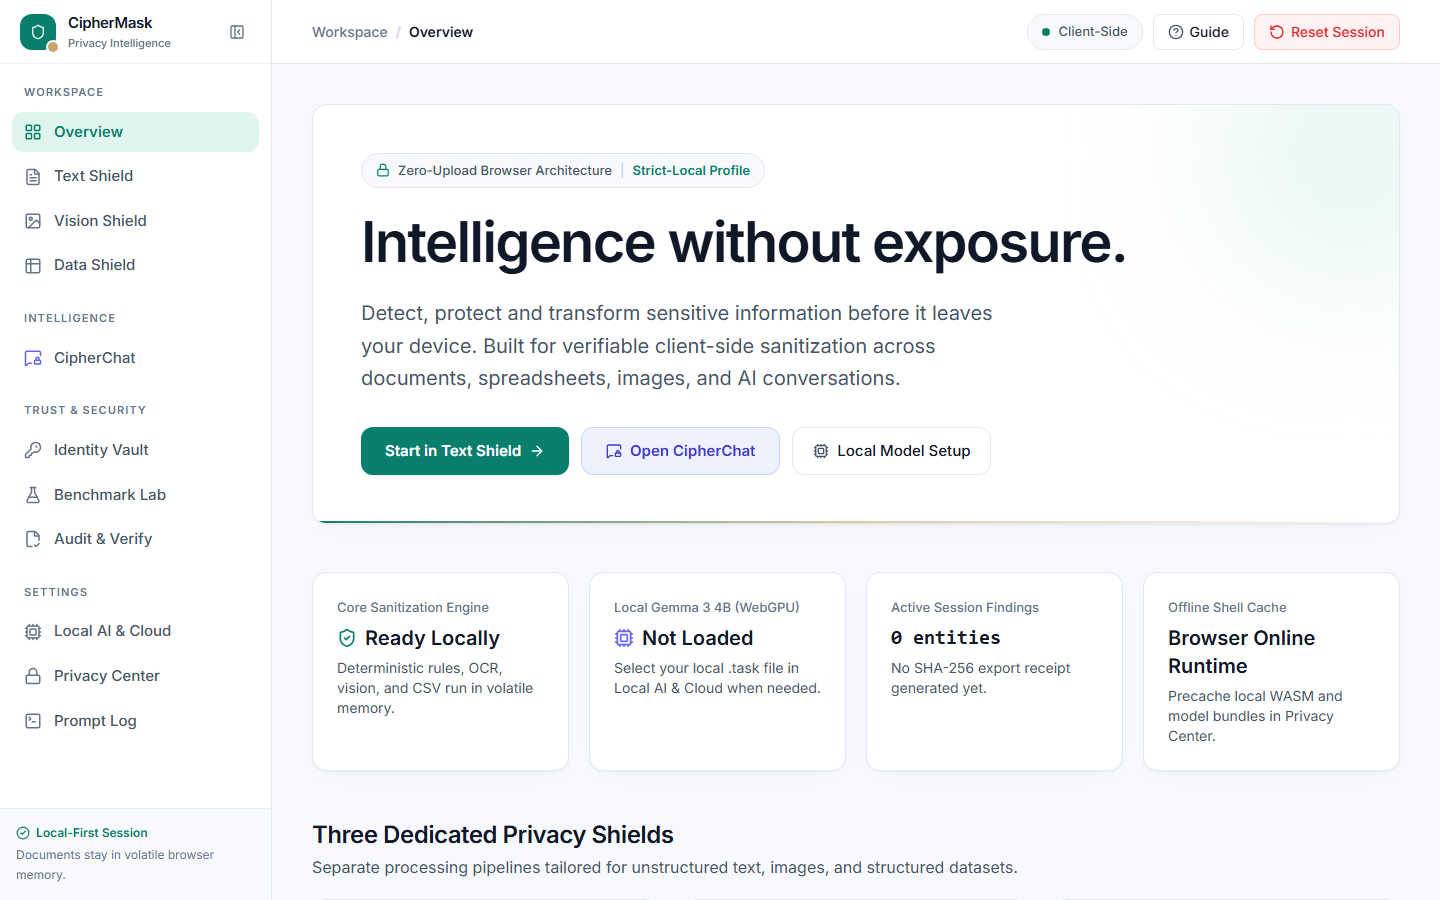 CipherMask
Privacy Intelligence
WORKSPACE
Overview
Text Shield
Vision Shield
Data Shield
INTELLIGENCE
CipherChat
TRUST & SECURITY
Identity Vault
Benchmark Lab
Audit & Verify
SETTINGS
Local AI & Cloud
Privacy Center
Prompt Log
Local-First Session
Documents stay in volatile browser
memory.
Workspace / Overview
Client-Side
Guide
Reset Session
Zero-Upload Browser Architecture | Strict-Local Profile
Intelligence without exposure.
Detect, protect and transform sensitive information before it leaves
your device. Built for verifiable client-side sanitization across
documents, spreadsheets, images, and AI conversations.
Start in Text Shield →
Open CipherChat
Local Model Setup
Core Sanitization Engine
Ready Locally
Deterministic rules, OCR,
vision, and CSV run in volatile
memory.
Local Gemma 3 4B (WebGPU)
Not Loaded
Select your local .task file in
Local AI & Cloud when needed.
Active Session Findings
0 entities
No SHA-256 export receipt
generated yet.
Offline Shell Cache
Browser Online
Runtime
Precache local WASM and
model bundles in Privacy
Center.
Three Dedicated Privacy Shields
Separate processing pipelines tailored for unstructured text, images, and structured datasets.